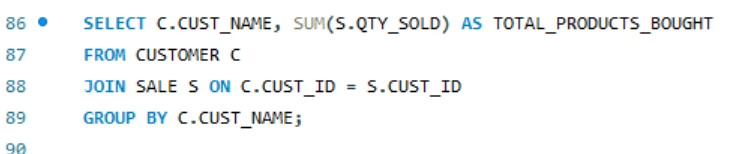 86 SELECT C.CUST_NAME, SUM(S.QTY_SOLD) AS TOTAL_PRODUCTS_BOUGHT
87 FROM CUSTOMER C
88 JOIN SALE S ON C.CUST_ID = S.CUST_ID
89 GROUP BY C.CUST_NAME;
90